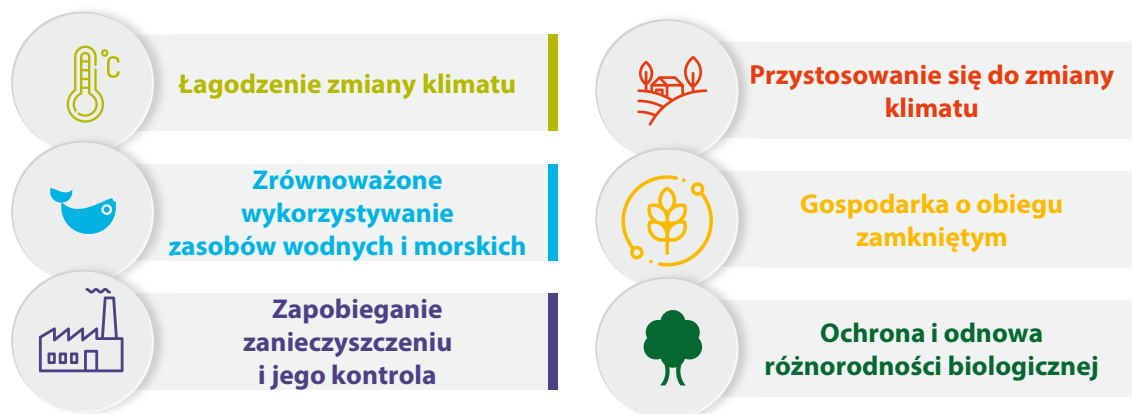 °C
Łagodzenie zmiany klimatu
Przystosowanie się do zmiany
klimatu
Zrównoważone
wykorzystywanie
zasobów wodnych i morskich
Gospodarka o obiegu
zamkniętym
Zapobieganie
zanieczyszczeniu
i jego kontrola
Ochrona i odnowa
różnorodności biologicznej